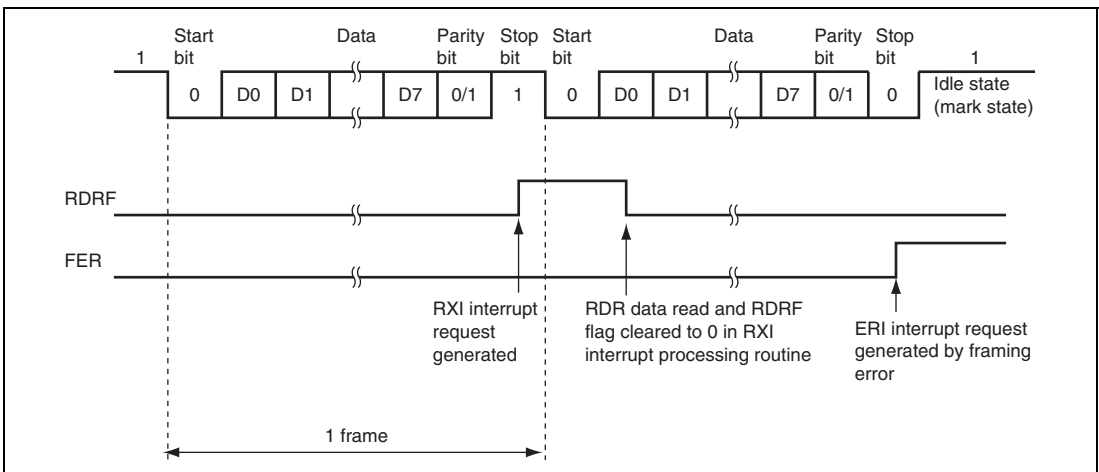 Start bit
Data
Parity bit
Stop bit
Start bit
Data
Parity bit
Stop bit
1
1
0
D0
D1
D7
0/1
1
0
D0
D1
D7
0/1
0
Idle state
(mark state)
RDRF
FER
RXI interrupt
request
generated
RDR data read and RDRF
flag cleared to 0 in RXI
interrupt processing routine
ERI interrupt request
generated by framing
error
1 frame